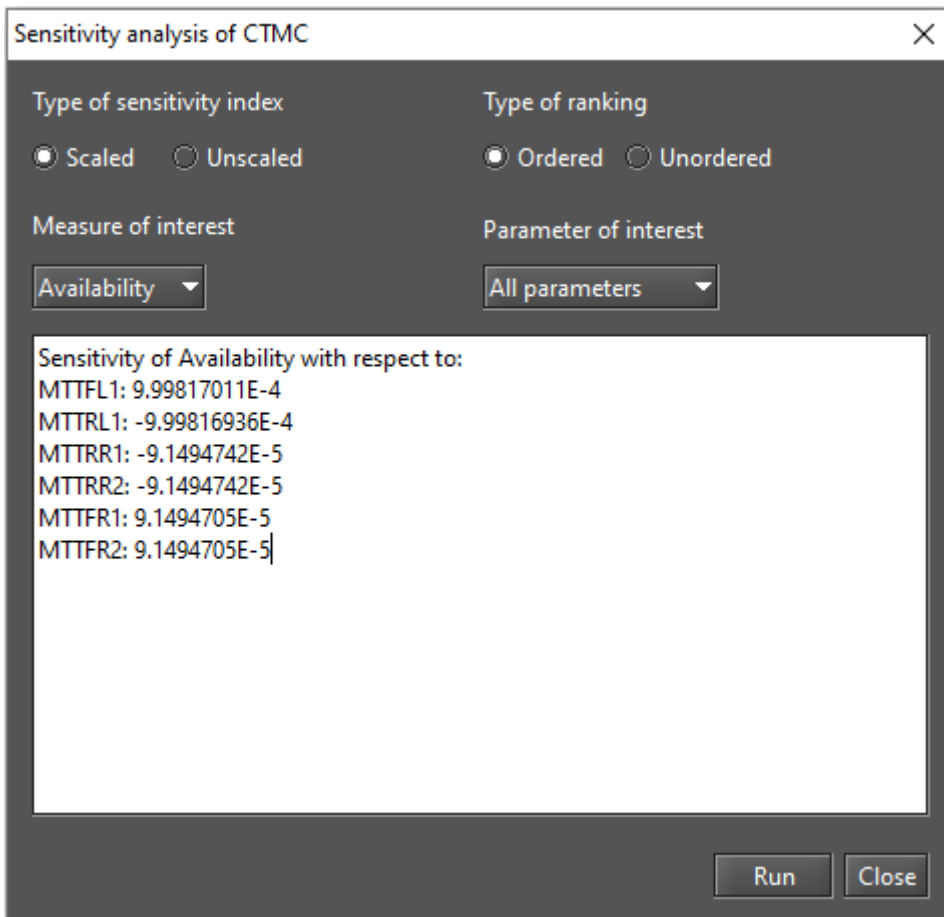 Sensitivity analysis of CTMC
Type of sensitivity index
Type of ranking
Scaled Unscaled
Ordered Unordered
Measure of interest
Parameter of interest
Availability
All parameters
Sensitivity of Availability with respect to:
MTTFL1: 9.99817011E-4
MTTRL1: -9.99816936E-4
MTTRR1: -9.1494742E-5
MTTRR2: -9.1494742E-5
MTTFR1: 9.1494705E-5
MTTFR2: 9.1494705E-5
Run Close